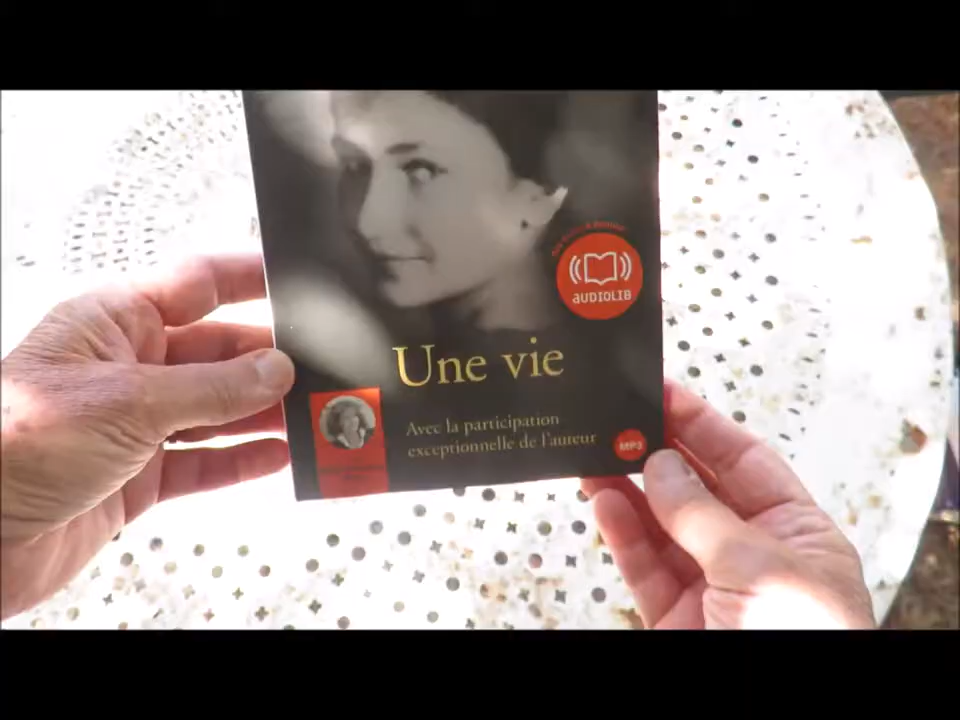 AUDIOLIB
Une vie
Avec la participation
exceptionnelle de l'auteur
MP3